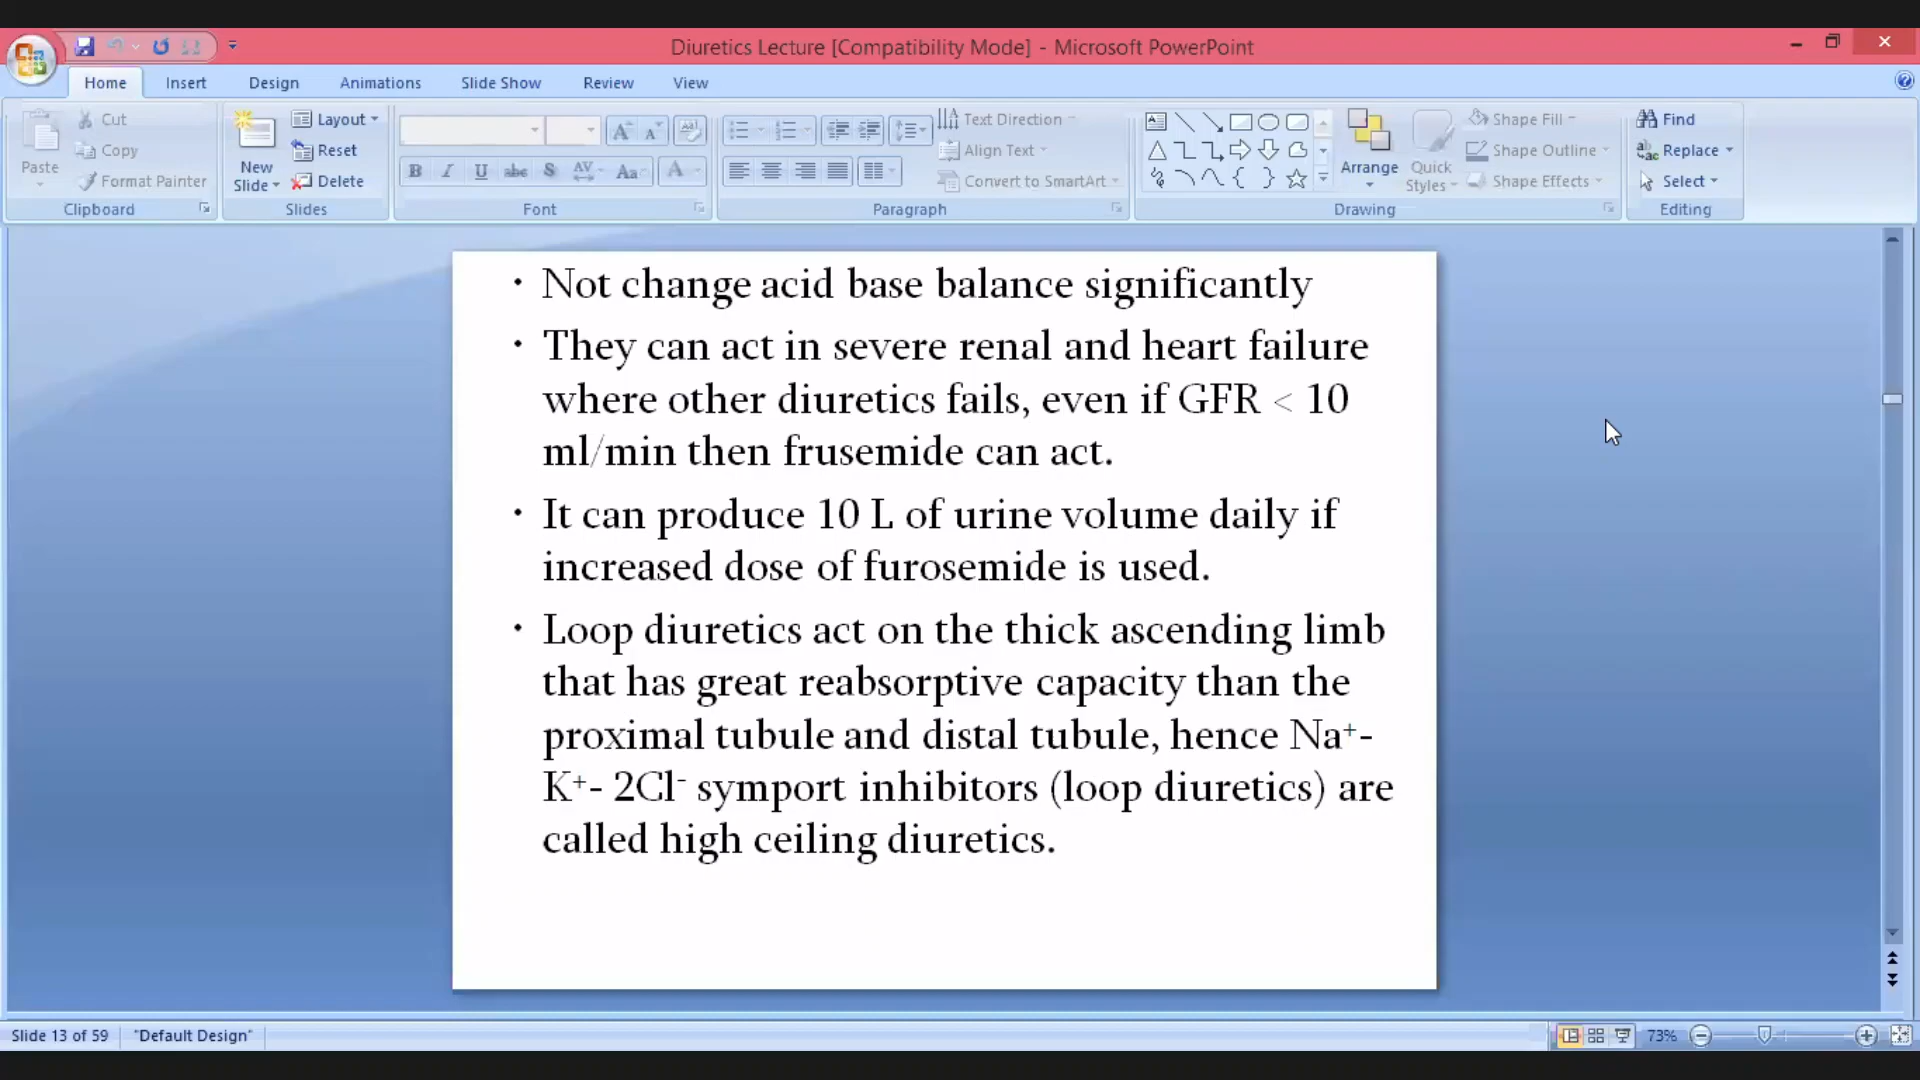 Diuretics Lecture [Compatibility Mode] - Microsoft PowerPoint
Home Insert Design Animations Slide Show Review View
Paste
Cut
Copy
Format Painter
Clipboard
New
Slide
Layout
Reset
Delete
Slides
B I U abc S AV Aa A
Font
Text Direction
Align Text
Convert to SmartArt
Paragraph
Arrange
Quick
Styles
Shape Fill
Shape Outline
Shape Effects
Drawing
Find
Replace
Select
Editing
• Not change acid base balance significantly
• They can act in severe renal and heart failure
where other diuretics fails, even if GFR < 10
ml/min then frusemide can act.
• It can produce 10 L of urine volume daily if
increased dose of furosemide is used.
• Loop diuretics act on the thick ascending limb
that has great reabsorptive capacity than the
proximal tubule and distal tubule, hence Na⁺-
K⁺- 2Cl⁻ symport inhibitors (loop diuretics) are
called high ceiling diuretics.
Slide 13 of 59 "Default Design" 73%